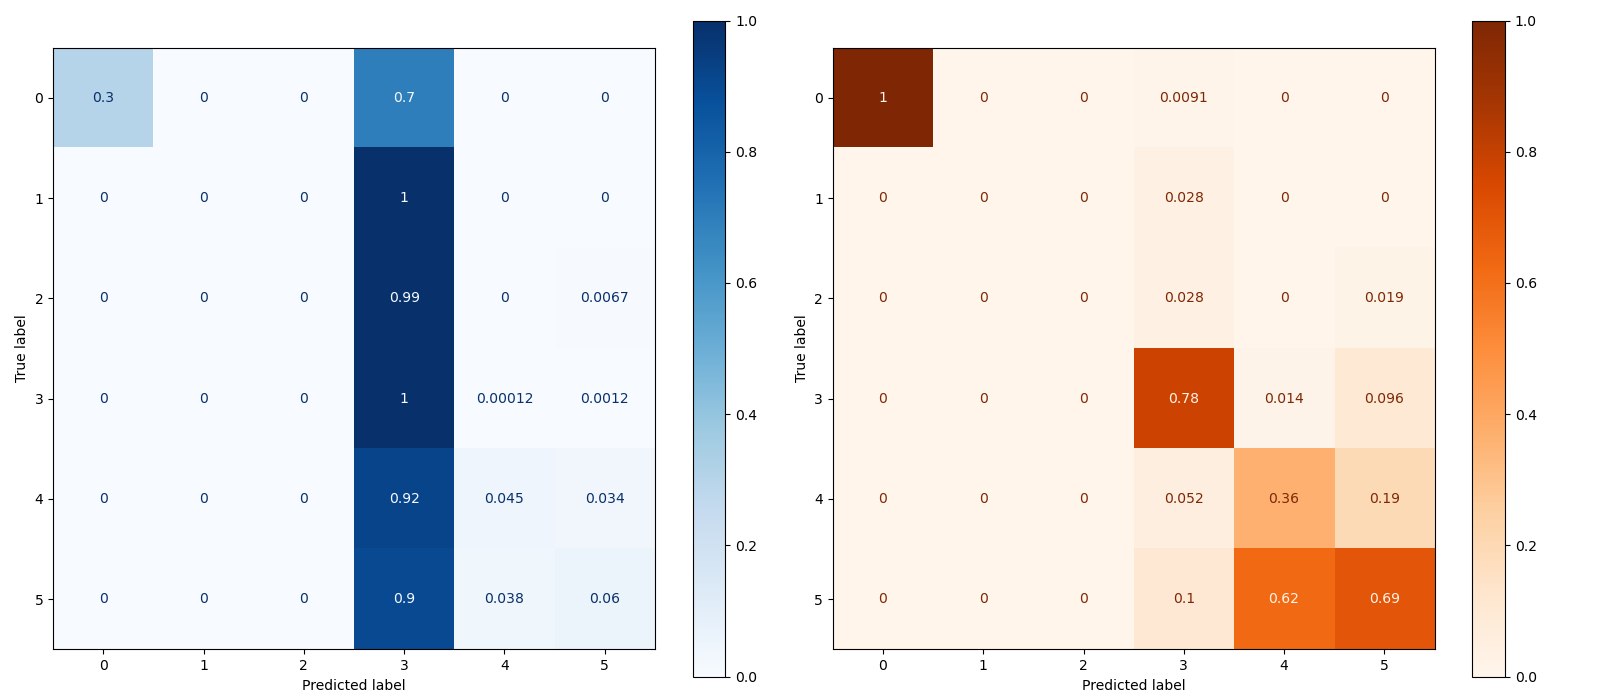 1.0
0.8
0.6
0.4
0.2
0.0
True label
0 0.3 0 0 0.7 0 0
1 0 0 0 1 0 0
2 0 0 0 0.99 0 0.0067
3 0 0 0 1 0.00012 0.0012
4 0 0 0 0.92 0.045 0.034
5 0 0 0 0.9 0.038 0.06
0 1 2 3 4 5
Predicted label
1.0
0.8
0.6
0.4
0.2
0.0
True label
0 1 0 0 0.0091 0 0
1 0 0 0 0.028 0 0
2 0 0 0 0.028 0 0.019
3 0 0 0 0.78 0.014 0.096
4 0 0 0 0.052 0.36 0.19
5 0 0 0 0.1 0.62 0.69
0 1 2 3 4 5
Predicted label